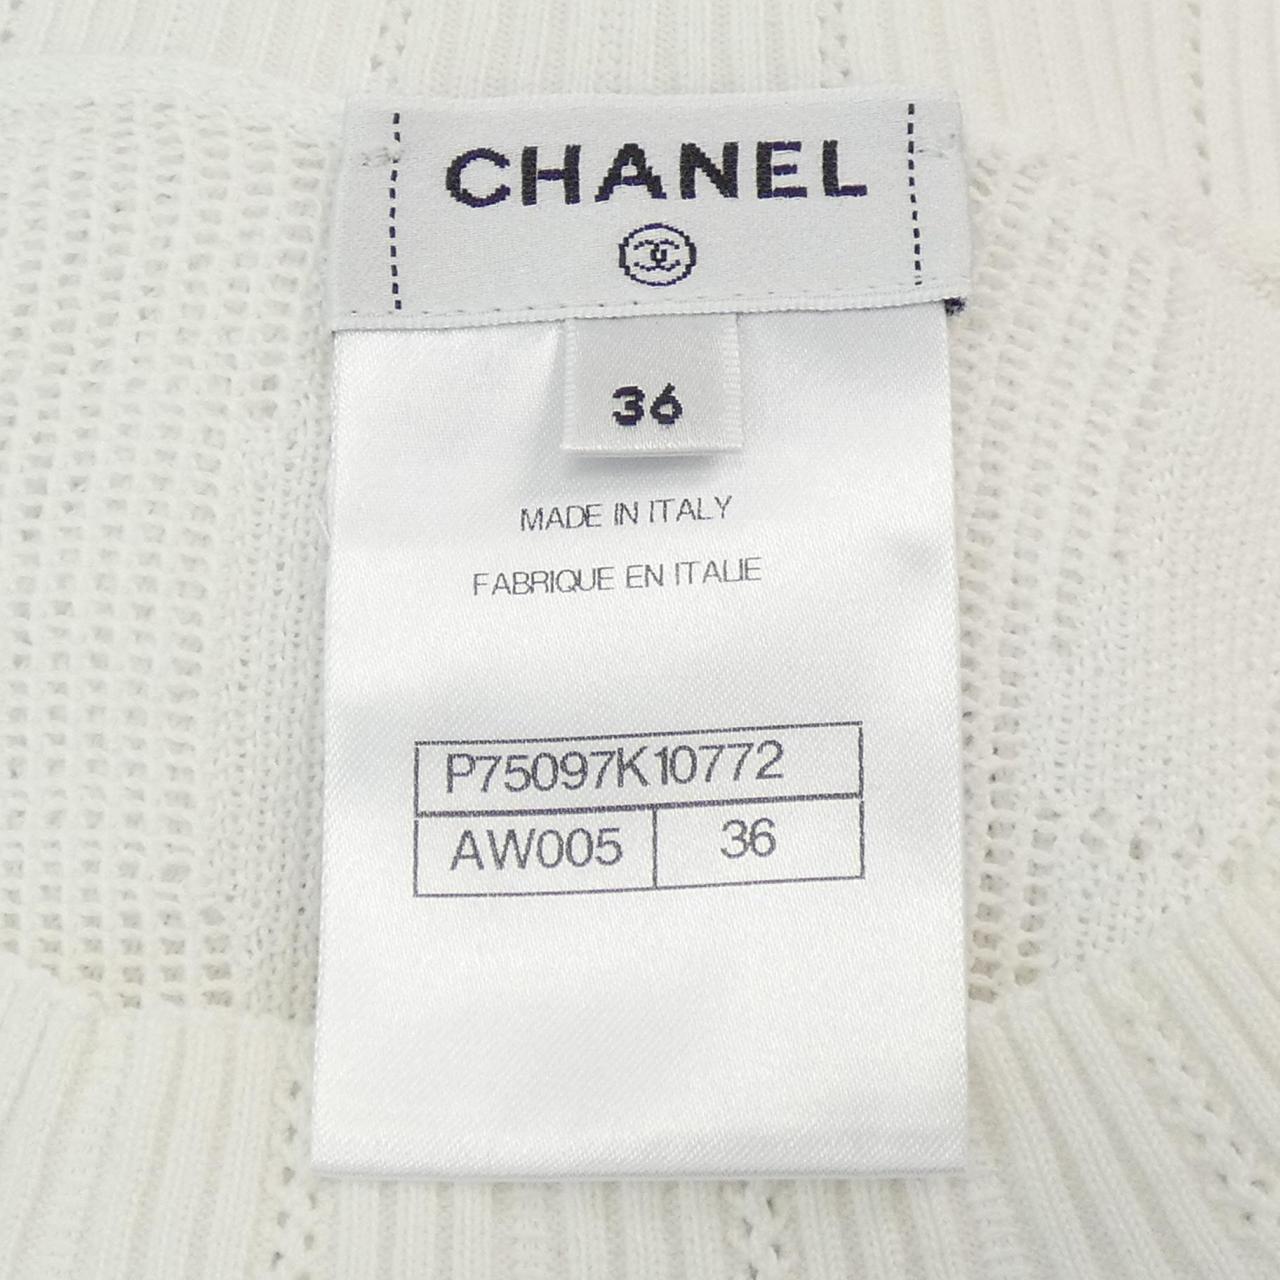 CHANEL
36
MADE IN ITALY
FABRIQUE EN ITALIE
P75097K10772
AW005 36